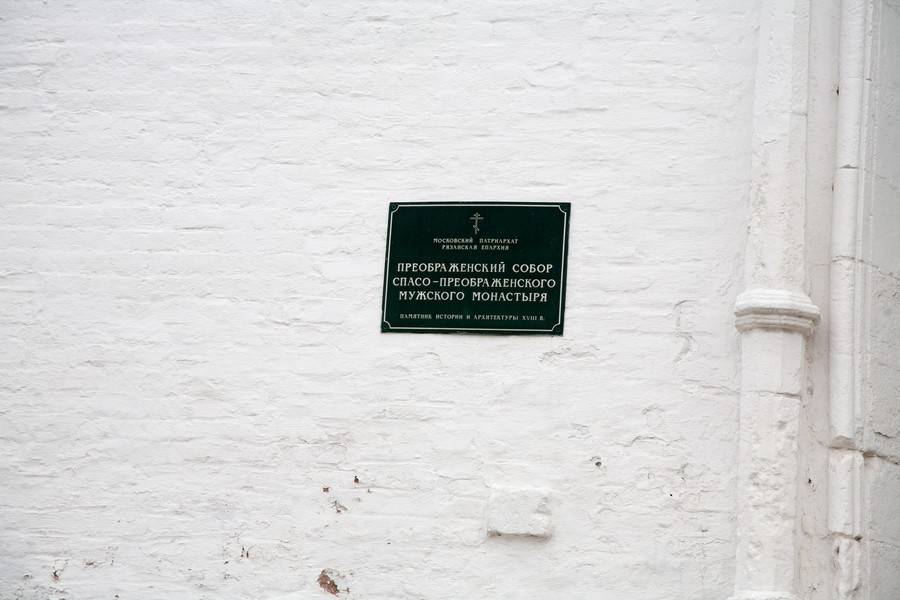 МОСКОВСКИЙ ПАТРИАРХАТ
РЯЗАНСКАЯ ЕПАРХИЯ
ПРЕОБРАЖЕНСКИЙ СОБОР
СПАСО-ПРЕОБРАЖЕНСКОГО
МУЖСКОГО МОНАСТЫРЯ
ПАМЯТНИК ИСТОРИИ И АРХИТЕКТУРЫ XVIII В.